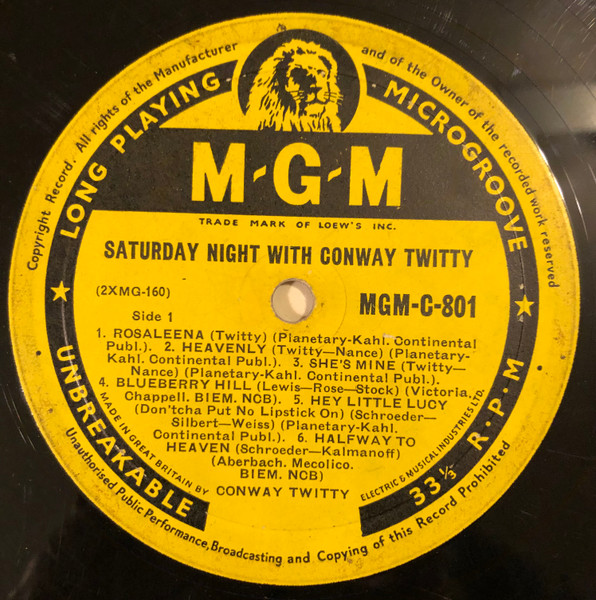 Copyright Record. All rights of the Manufacturer and of the Owner of the recorded work reserved
LONG PLAYING MICROGROOVE
M-G-M
TRADE MARK OF LOEW'S INC.
SATURDAY NIGHT WITH CONWAY TWITTY
(2XMG-160)
MGM-C-801
Side 1
1. ROSALEENA (Twitty) (Planetary-Kahl. Continental
Publ.). 2. HEAVENLY (Twitty—Nance) (Planetary-
Kahl. Continental Publ.). 3. SHE'S MINE (Twitty—
Nance) (Planetary-Kahl. Continental Publ.).
4. BLUEBERRY HILL (Lewis—Rose—Stock) (Victoria.
Chappell. BIEM. NCB). 5. HEY LITTLE LUCY
(Don'tcha Put No Lipstick On) (Schroeder—
Silbert—Weiss) (Planetary-Kahl.
Continental Publ.). 6. HALFWAY TO
HEAVEN (Schroeder—Kalmanoff)
(Aberbach. Mecolico.
BIEM. NCB)
CONWAY TWITTY
MADE IN GREAT BRITAIN BY ELECTRIC & MUSICAL INDUSTRIES LTD.
UNBREAKABLE
33⅓ R.P.M
Unauthorised Public Performance, Broadcasting and Copying of this Record Prohibited